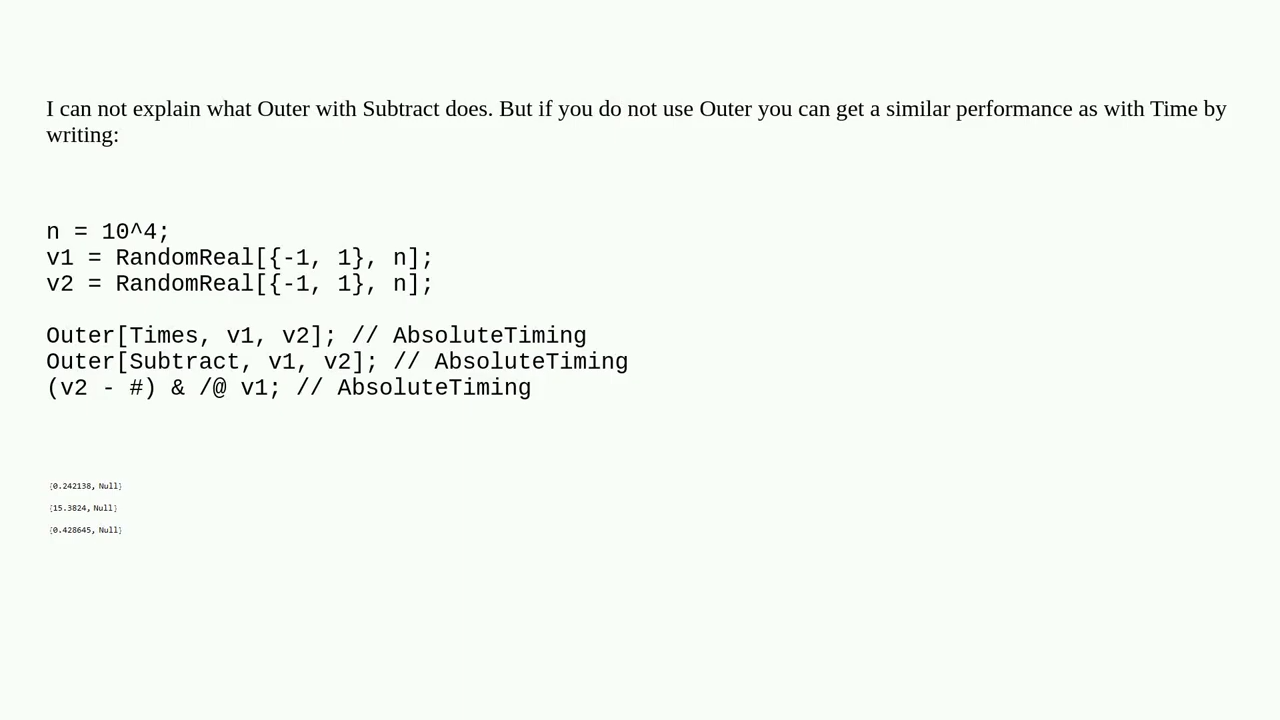 I can not explain what Outer with Subtract does. But if you do not use Outer you can get a similar performance as with Time by
writing:
n = 10^4;
v1 = RandomReal[{-1, 1}, n];
v2 = RandomReal[{-1, 1}, n];
Outer[Times, v1, v2]; // AbsoluteTiming
Outer[Subtract, v1, v2]; // AbsoluteTiming
(v2 - #) & /@ v1; // AbsoluteTiming
{0.242138, Null}
{15.3824, Null}
{0.428645, Null}